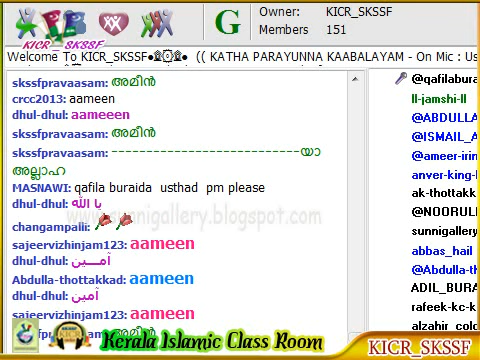 KICR_SKSSF
G
Owner: KICR_SKSSF
Members 151
Welcome To KICR_SKSSF (( KATHA PARAYUNNA KAABALAYAM - On Mic : Us
skssfpravaasam: അമീൻ
crcc2013: aameen
dhul-dhul: aameeen
skssfpravaasam: അമീൻ
skssfpravaasam: ----------------------------യാ
അല്ലാഹ
MASNAWI: qafila buraida usthad pm please
dhul-dhul: يا الله
www.sunnigallery.blogspot.com
changampalli:
sajeervizhinjam123: aameen
dhul-dhul: آمـــين
Abdulla-thottakkad: aameen
dhul-dhul: آمين
sajeervizhinjam123: aameen
@qafilabura
ll-jamshi-ll
@ABDULLA
@ISMAIL_A
@ameer-irin
anver-king-l
ak-thottakk
@NOORUL
sunnigallery
abbas_hail
@Abdulla-th
ADIL_BURA
rafeek-kc-k
alzahir_colo
Kerala Islamic Class Room
KICR_SKSSF